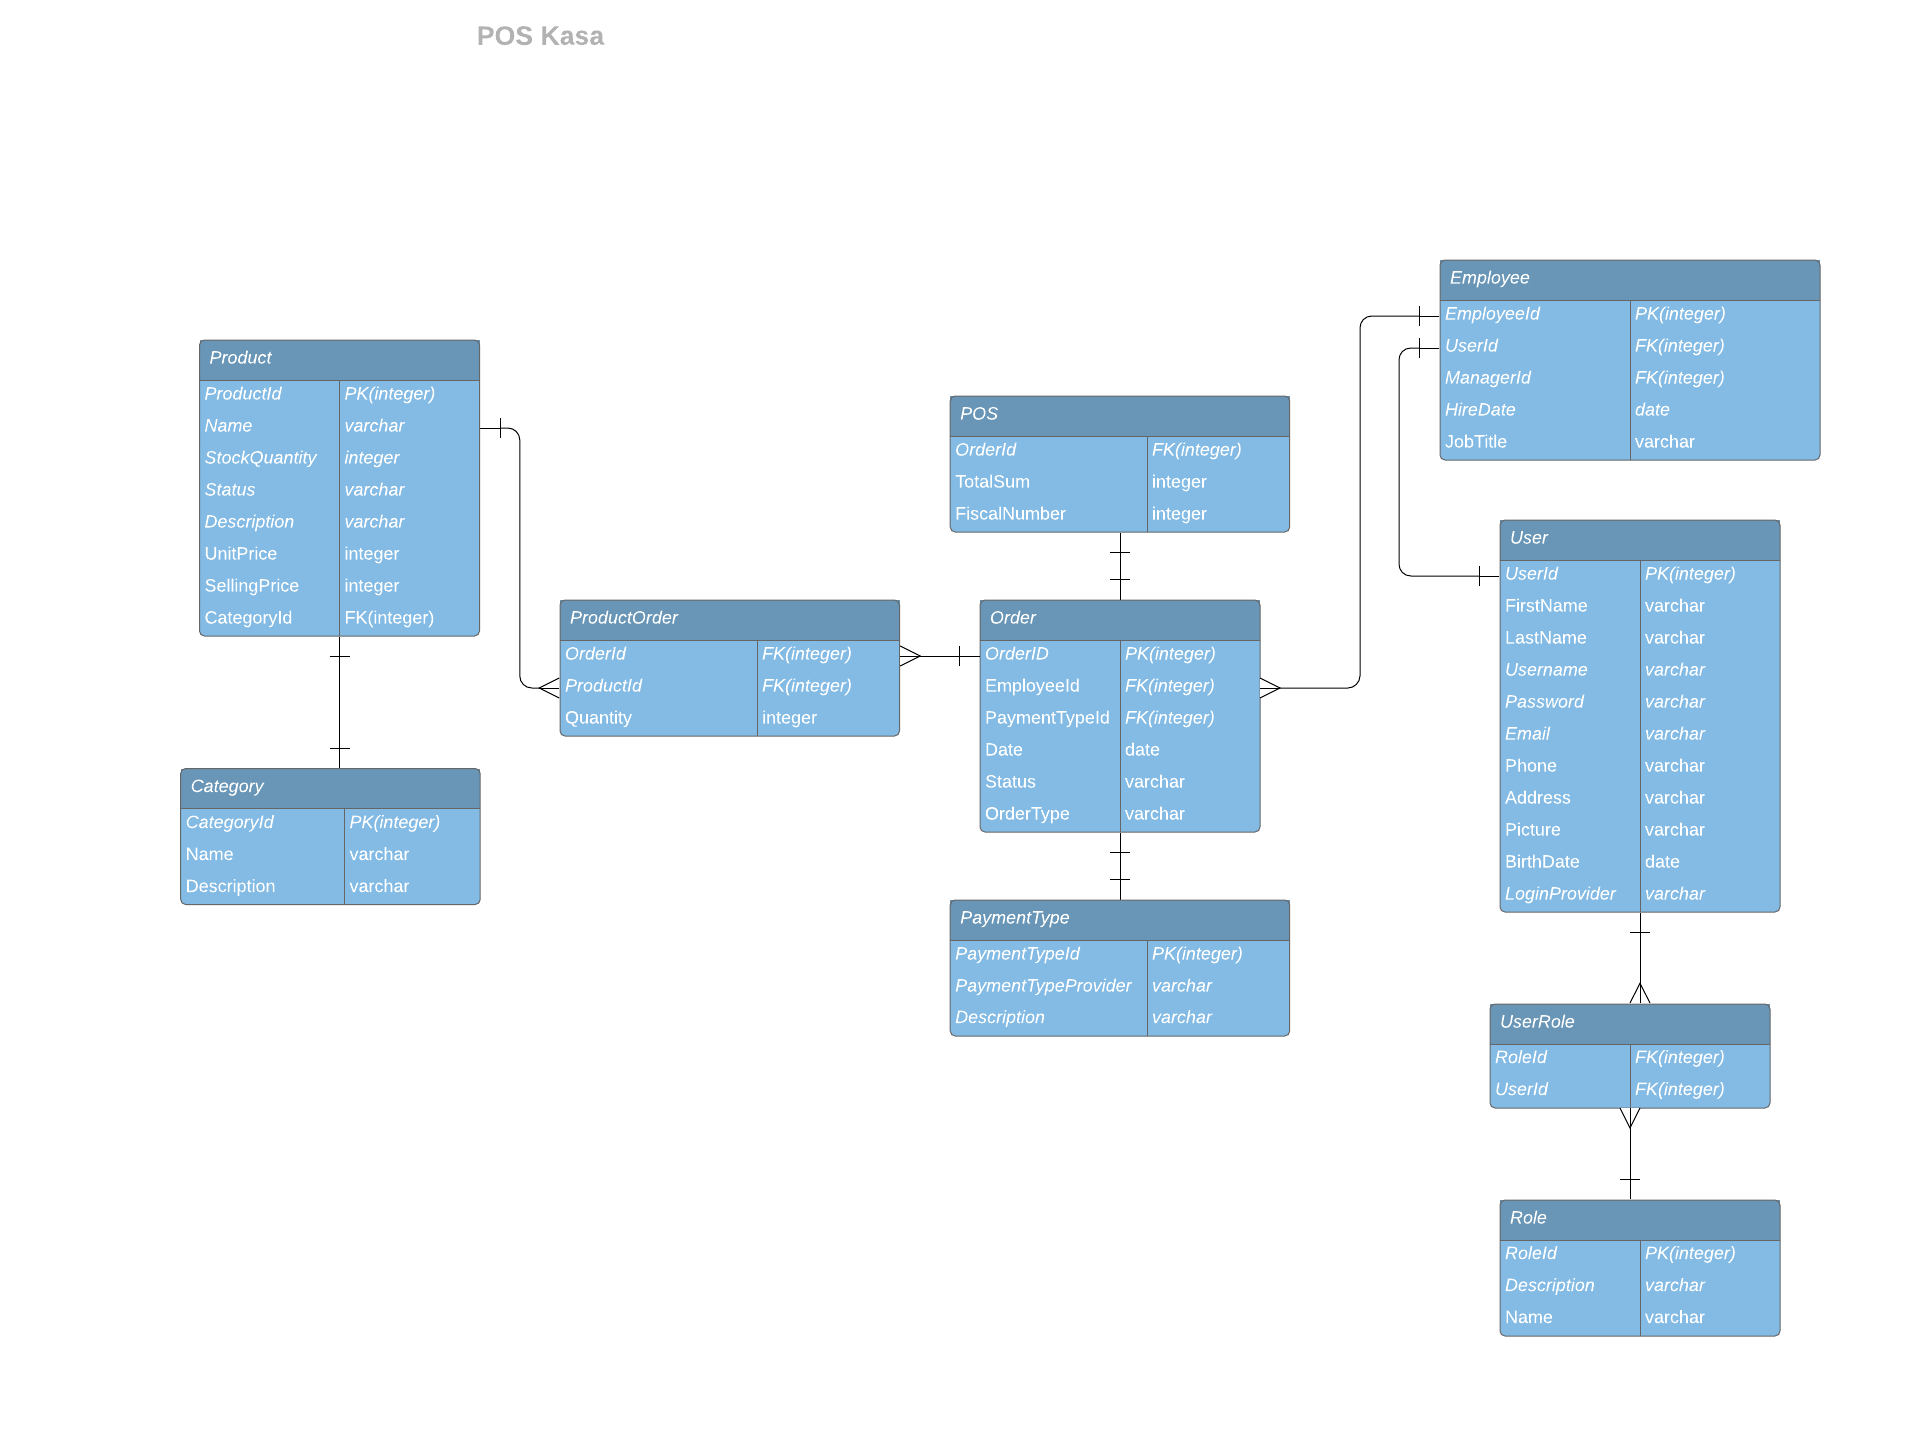 POS Kasa
Product
ProductId PK(integer)
Name varchar
StockQuantity integer
Status varchar
Description varchar
UnitPrice integer
SellingPrice integer
CategoryId FK(integer)
Category
CategoryId PK(integer)
Name varchar
Description varchar
ProductOrder
OrderId FK(integer)
ProductId FK(integer)
Quantity integer
POS
OrderId FK(integer)
TotalSum integer
FiscalNumber integer
Order
OrderID PK(integer)
EmployeeId FK(integer)
PaymentTypeId FK(integer)
Date date
Status varchar
OrderType varchar
PaymentType
PaymentTypeId PK(integer)
PaymentTypeProvider varchar
Description varchar
Employee
EmployeeId PK(integer)
UserId FK(integer)
ManagerId FK(integer)
HireDate date
JobTitle varchar
User
UserId PK(integer)
FirstName varchar
LastName varchar
Username varchar
Password varchar
Email varchar
Phone varchar
Address varchar
Picture varchar
BirthDate date
LoginProvider varchar
UserRole
RoleId FK(integer)
UserId FK(integer)
Role
RoleId PK(integer)
Description varchar
Name varchar